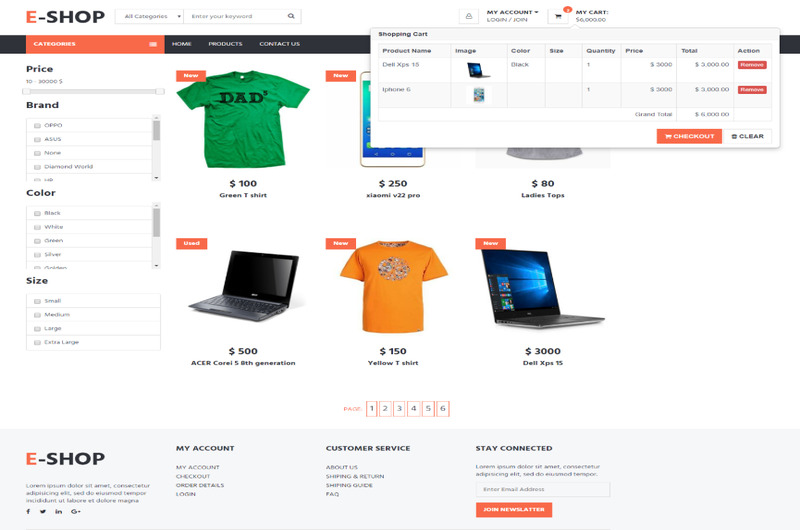 E-SHOP
All Categories
Enter your keyword
MY ACCOUNT
LOGIN / JOIN
MY CART:
$6,000.00
CATEGORIES
HOME
PRODUCTS
CONTACT US
Shopping Cart
Product Name Image Color Size Quantity Price Total Action
Dell Xps 15 Black 1 $ 3000 $ 3,000.00 Remove
Iphone 6 1 $ 3000 $ 3,000.00 Remove
Grand Total $ 6,000.00
CHECKOUT
CLEAR
Price
10 - 30000 $
Brand
OPPO
ASUS
None
Diamond World
HP
Color
Black
White
Green
Silver
Golden
Size
Small
Medium
Large
Extra Large
New
DAD
$ 100
Green T shirt
New
$ 250
xiaomi v22 pro
$ 80
Ladies Tops
Used
$ 500
ACER Corei 5 8th generation
New
$ 150
Yellow T shirt
New
$ 3000
Dell Xps 15
PAGE: 1 2 3 4 5 6
E-SHOP
Lorem ipsum dolor sit amet, consectetur
adipisicing elit, sed do eiusmod tempor
incididunt ut labore et dolore magna
MY ACCOUNT
MY ACCOUNT
CHECKOUT
ORDER DETAILS
LOGIN
CUSTOMER SERVICE
ABOUT US
SHIPING & RETURN
SHIPING GUIDE
FAQ
STAY CONNECTED
Lorem ipsum dolor sit amet, consectetur
adipisicing elit, sed do eiusmod tempor.
Enter Email Address
JOIN NEWSLATTER